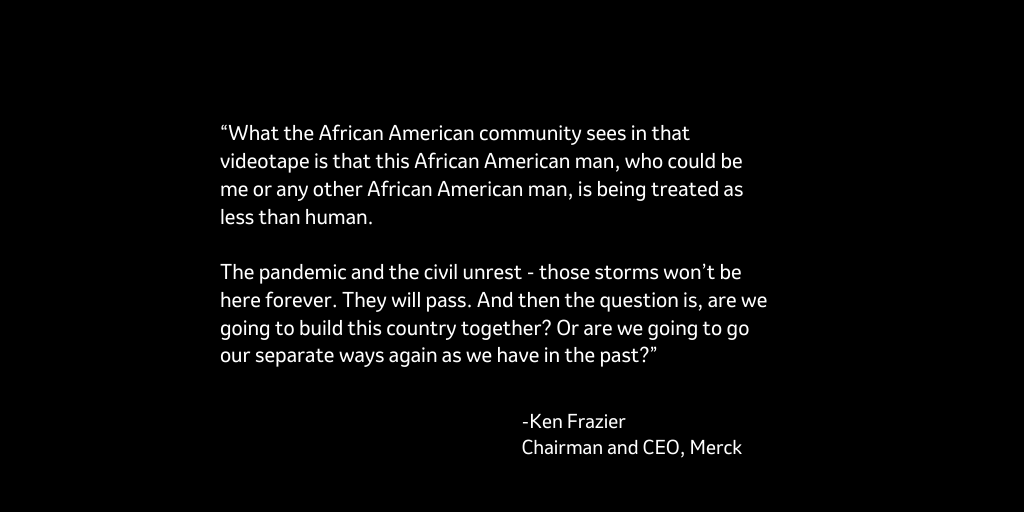 “What the African American community sees in that
videotape is that this African American man, who could be
me or any other African American man, is being treated as
less than human.
The pandemic and the civil unrest - those storms won’t be
here forever. They will pass. And then the question is, are we
going to build this country together? Or are we going to go
our separate ways again as we have in the past?”
-Ken Frazier
Chairman and CEO, Merck